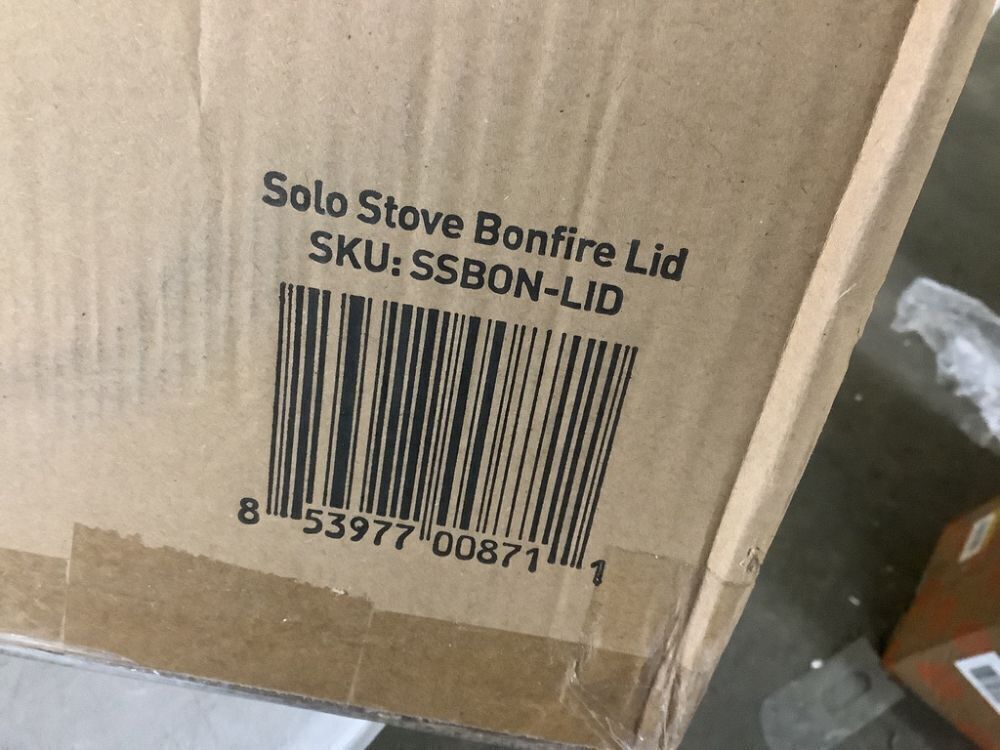 Solo Stove Bonfire Lid
SKU: SSBON-LID
8 53977 00871 1